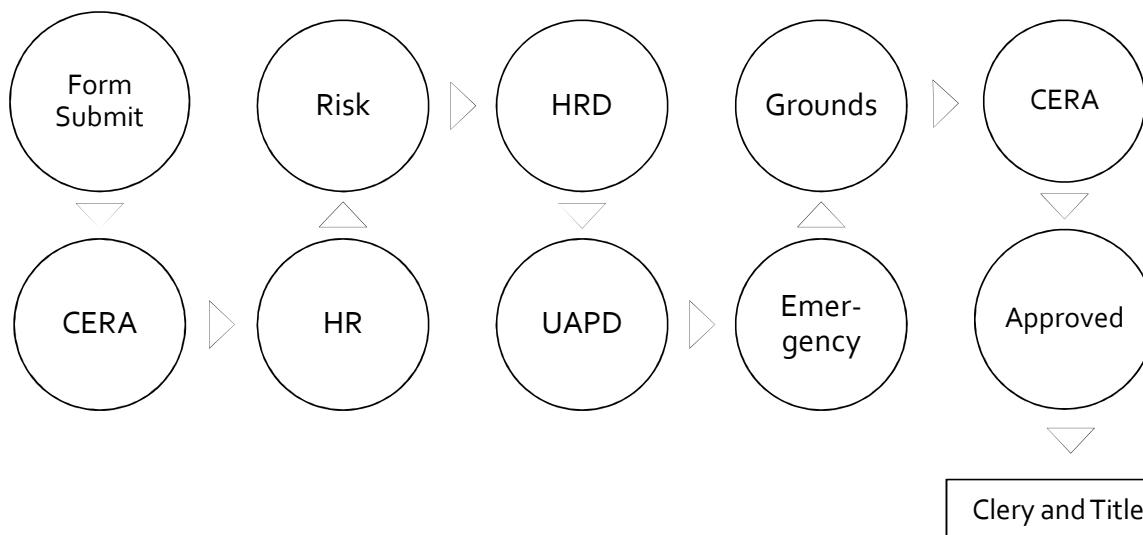 Form
Submit
CERA
HR
Risk
HRD
UAPD
Emer-
gency
Grounds
CERA
Approved
Clery and Title